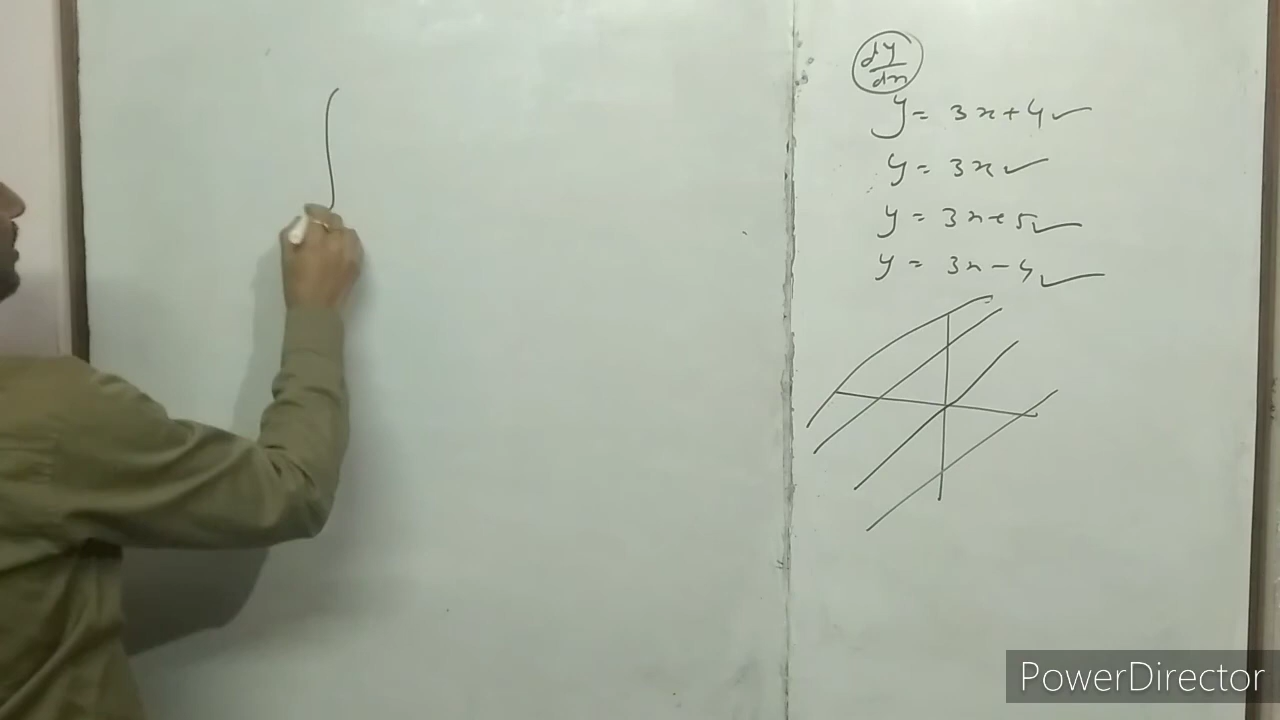 dy/dx
y = 3x + 4
y = 3x
y = 3x + 5
y = 3x - 4
PowerDirector